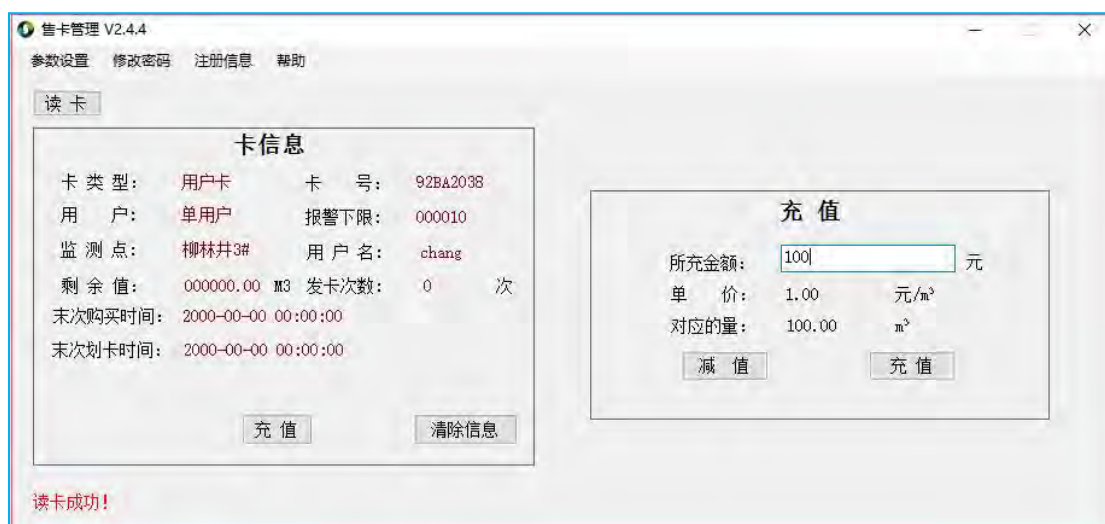 售卡管理 V2.4.4
参数设置 修改密码 注册信息 帮助
读 卡
卡信息
卡 类 型： 用户卡 卡 号： 92BA2038
用 户： 单用户 报警下限： 000010
监 测 点： 柳林井3# 用 户 名： chang
剩 余 值： 000000.00 M3 发卡次数： 0 次
末次购买时间： 2000-00-00 00:00:00
末次划卡时间： 2000-00-00 00:00:00
充 值 清除信息
充 值
所充金额： 100 元
单 价： 1.00 元/m³
对应的量： 100.00 m³
减 值 充 值
读卡成功！